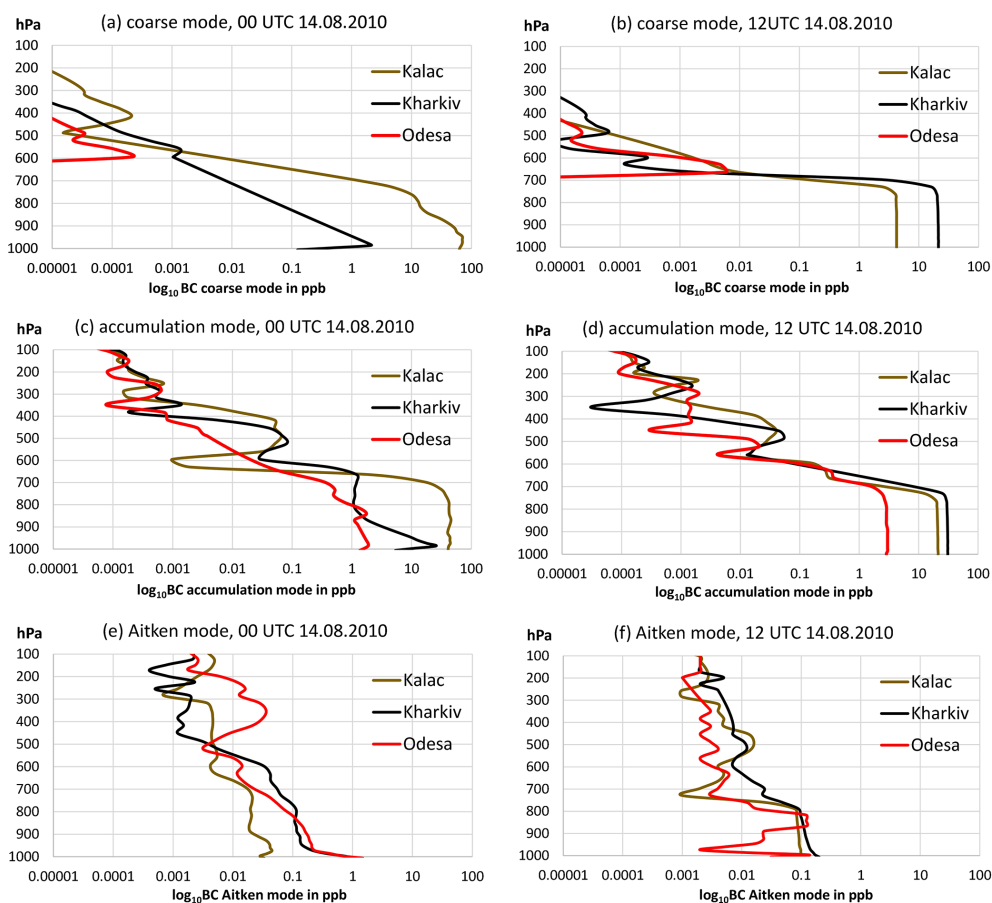 hPa (a) coarse mode, 00 UTC 14.08.2010
100
200
300
400
500
600
700
800
900
1000
Kalac
Kharkiv
Odesa
0.00001 0.0001 0.001 0.01 0.1 1 10 100
log10BC coarse mode in ppb
hPa (b) coarse mode, 12UTC 14.08.2010
100
200
300
400
500
600
700
800
900
1000
Kalac
Kharkiv
Odesa
0.00001 0.0001 0.001 0.01 0.1 1 10 100
log10BC coarse mode in ppb
hPa (c) accumulation mode, 00 UTC 14.08.2010
100
200
300
400
500
600
700
800
900
1000
Kalac
Kharkiv
Odesa
0.00001 0.0001 0.001 0.01 0.1 1 10 100
log10BC accumulation mode in ppb
hPa (d) accumulation mode, 12 UTC 14.08.2010
100
200
300
400
500
600
700
800
900
1000
Kalac
Kharkiv
Odesa
0.00001 0.0001 0.001 0.01 0.1 1 10 100
log10BC accumulation mode in ppb
hPa (e) Aitken mode, 00 UTC 14.08.2010
100
200
300
400
500
600
700
800
900
1000
Kalac
Kharkiv
Odesa
0.00001 0.0001 0.001 0.01 0.1 1 10 100
log10BC Aitken mode in ppb
hPa (f) Aitken mode, 12 UTC 14.08.2010
100
200
300
400
500
600
700
800
900
1000
Kalac
Kharkiv
Odesa
0.00001 0.0001 0.001 0.01 0.1 1 10 100
log10BC Aitken mode in ppb